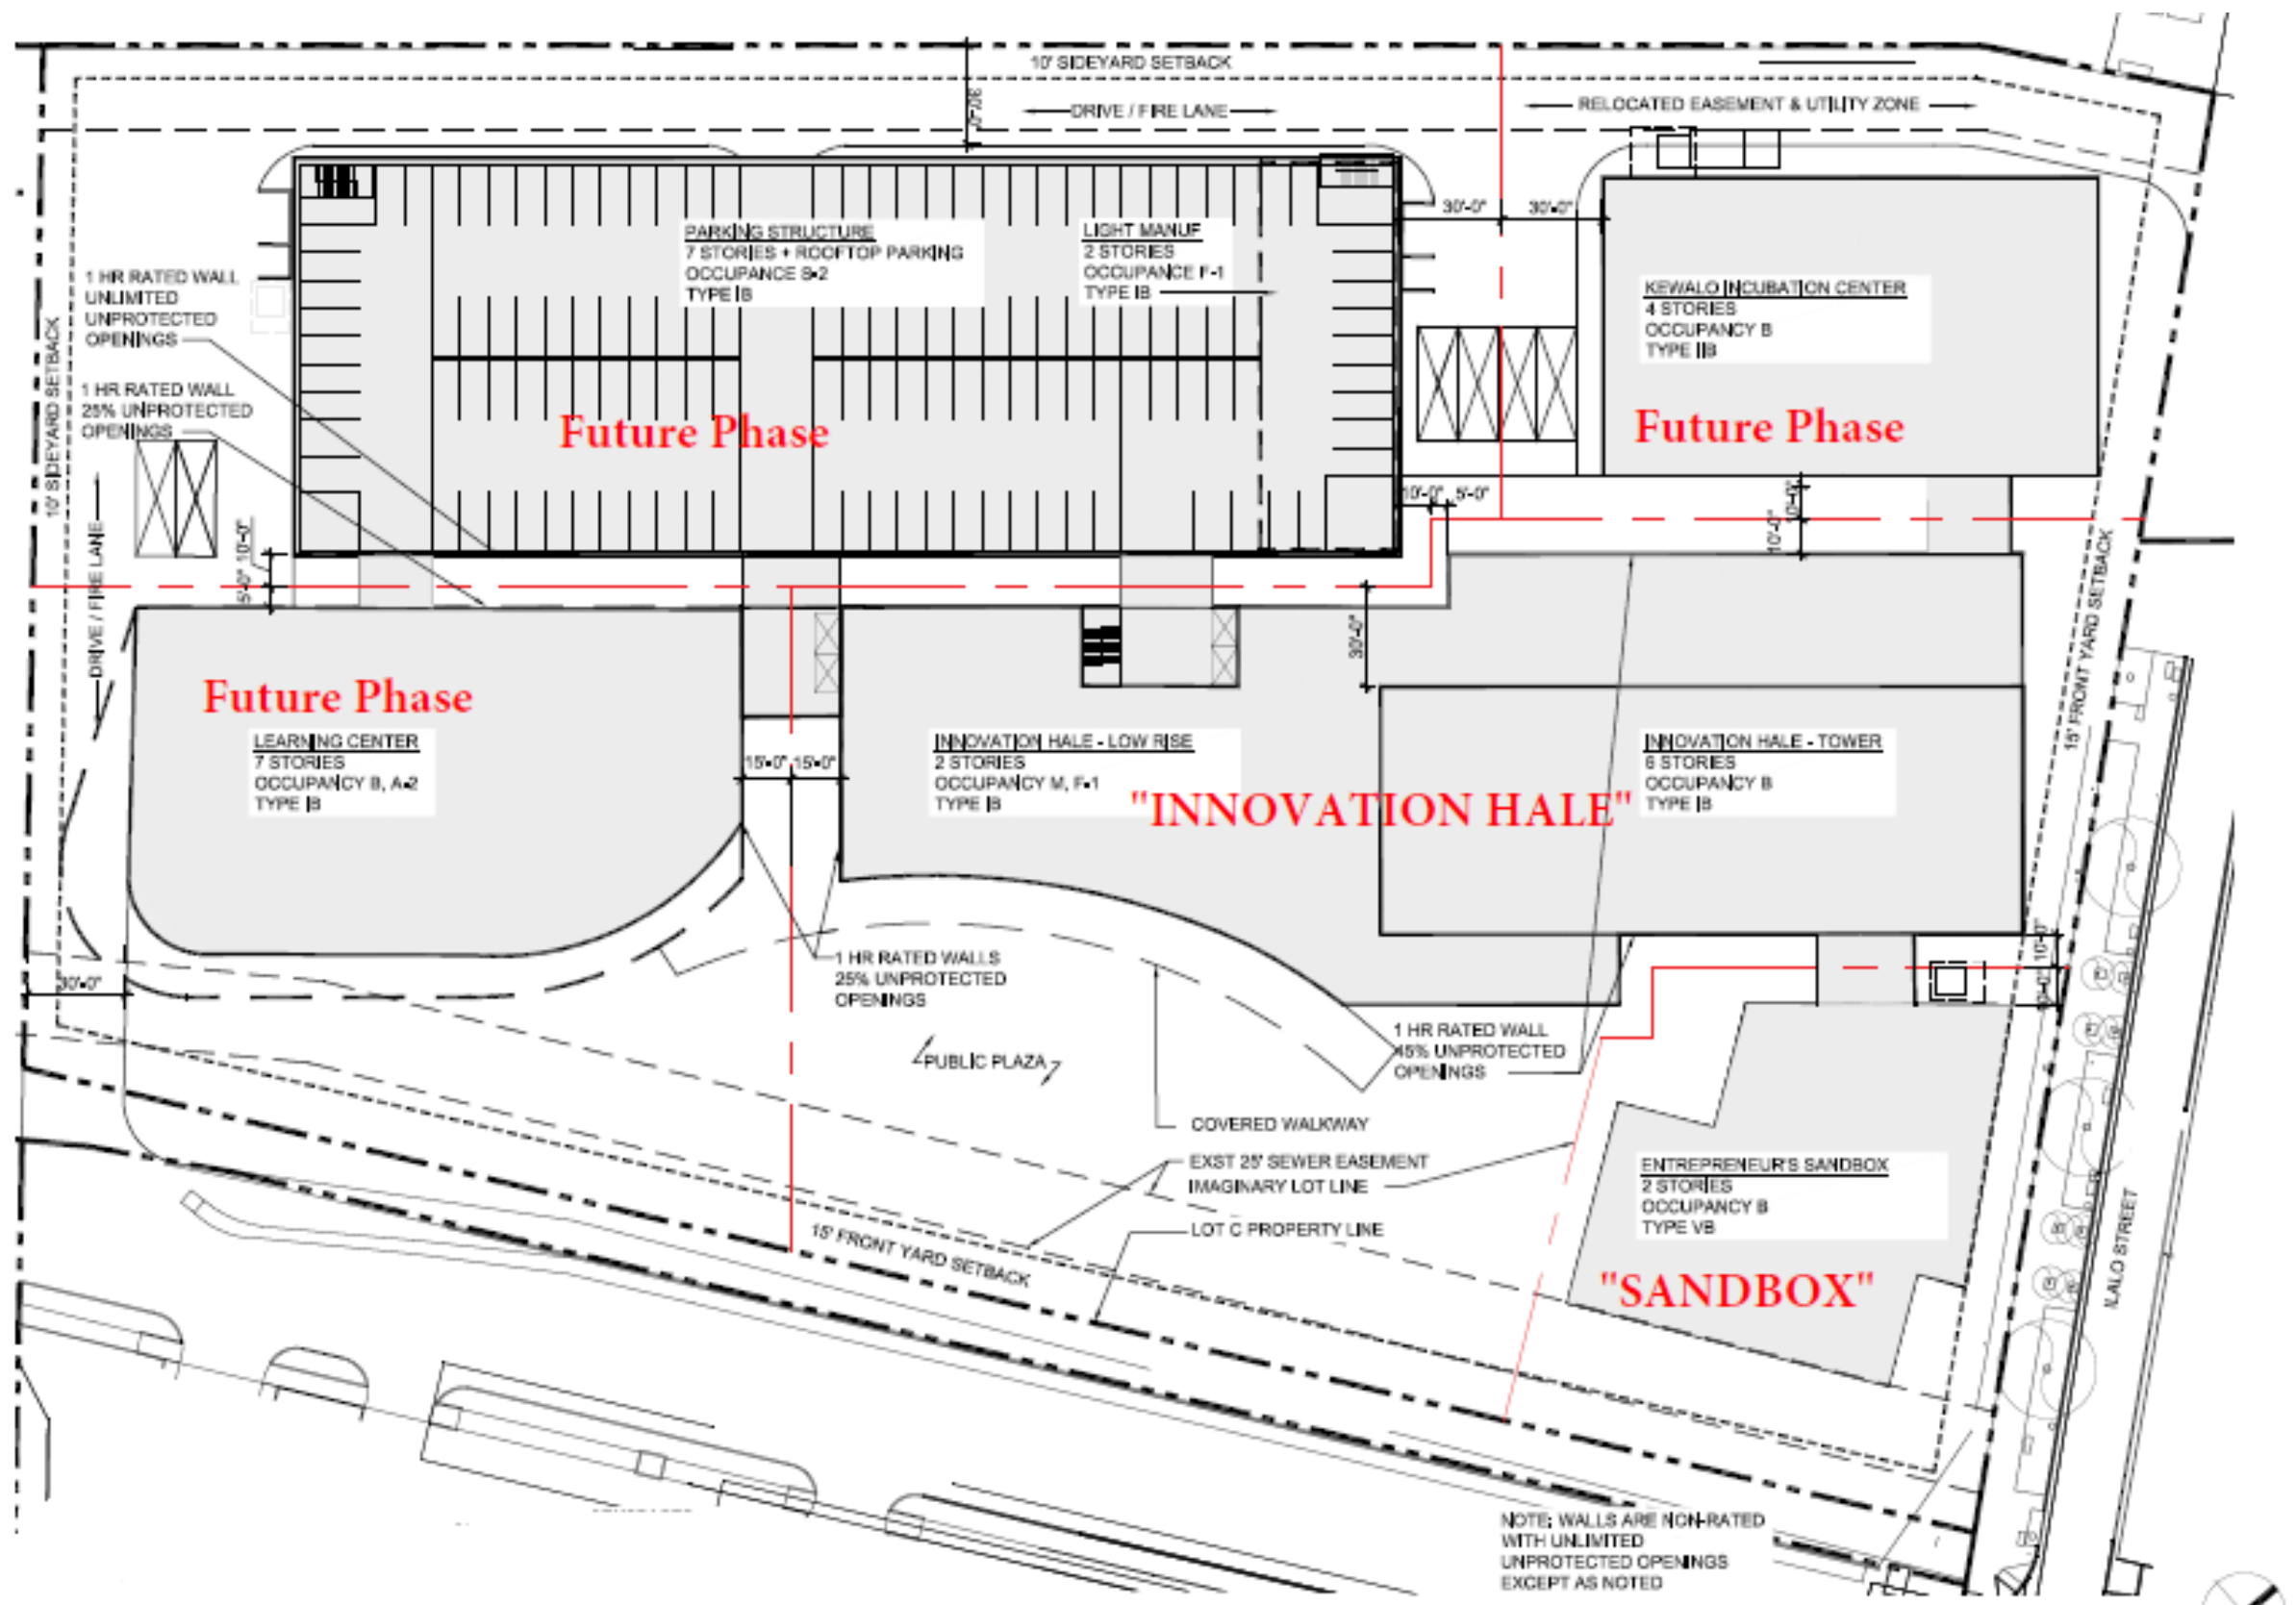 10' SIDEYARD SETBACK
30'-0"
DRIVE / FIRE LANE
RELOCATED EASEMENT & UTILITY ZONE
PARKING STRUCTURE
7 STORIES + ROOFTOP PARKING
OCCUPANCE S-2
TYPE IB
LIGHT MANUF
2 STORIES
OCCUPANCE F-1
TYPE IB
30'-0"
30'-0"
1 HR RATED WALL
UNLIMITED
UNPROTECTED
OPENINGS
KEWALO INCUBATION CENTER
4 STORIES
OCCUPANCY B
TYPE IIB
10' SIDEYARD SETBACK
1 HR RATED WALL
25% UNPROTECTED
OPENINGS
Future Phase
Future Phase
DRIVE / FIRE LANE
10'-0"
5'-0"
10'-0"
5'-0"
10'-0"
10'-0"
30'-0"
15' FRONT YARD SETBACK
Future Phase
LEARNING CENTER
7 STORIES
OCCUPANCY B, A-2
TYPE IB
15'-0"
15'-0"
INNOVATION HALE - LOW RISE
2 STORIES
OCCUPANCY M, F-1
TYPE IB
"INNOVATION HALE"
INNOVATION HALE - TOWER
6 STORIES
OCCUPANCY B
TYPE IB
1 HR RATED WALLS
25% UNPROTECTED
OPENINGS
30'-0"
10'-0"
10'-0"
PUBLIC PLAZA
1 HR RATED WALL
45% UNPROTECTED
OPENINGS
COVERED WALKWAY
EXST 25' SEWER EASEMENT
IMAGINARY LOT LINE
LOT C PROPERTY LINE
15' FRONT YARD SETBACK
ENTREPRENEUR'S SANDBOX
2 STORIES
OCCUPANCY B
TYPE VB
"SANDBOX"
ILALO STREET
NOTE: WALLS ARE NON-RATED
WITH UNLIMITED
UNPROTECTED OPENINGS
EXCEPT AS NOTED